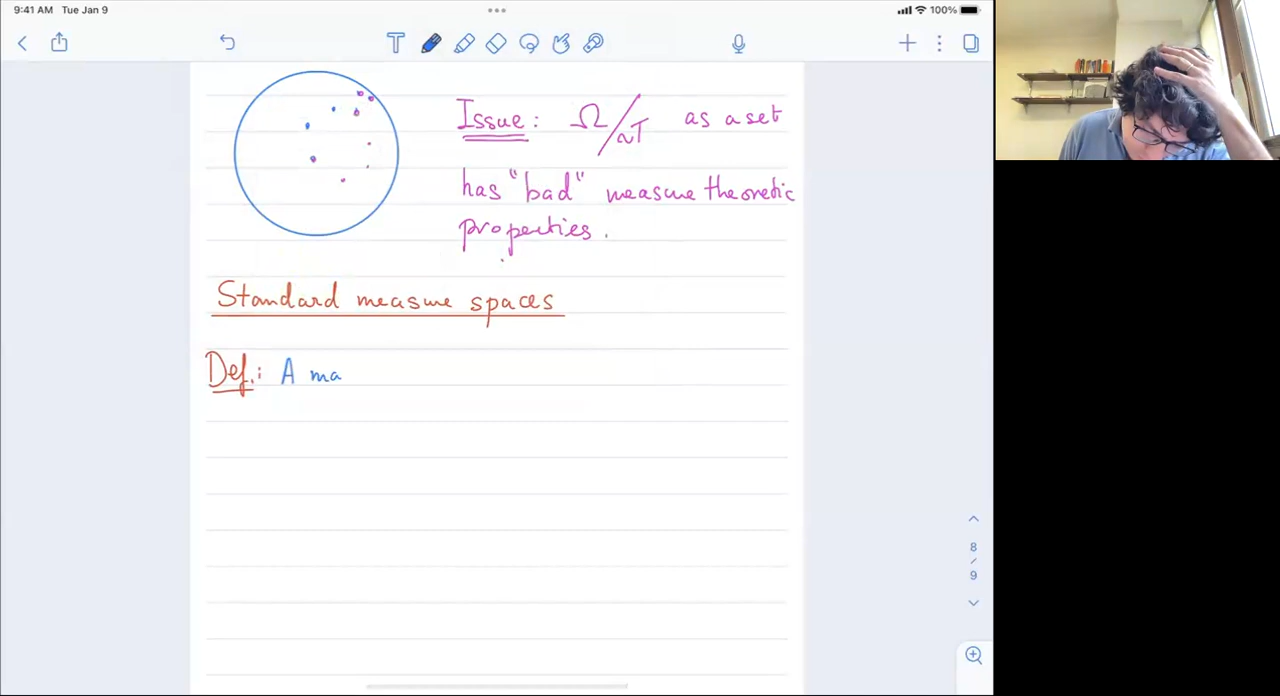 9:41 AM Tue Jan 9
100%
Issue: Ω/~T as a set
has "bad" measure theoretic
properties.
Standard measure spaces
Def.: A ma
8
/
9